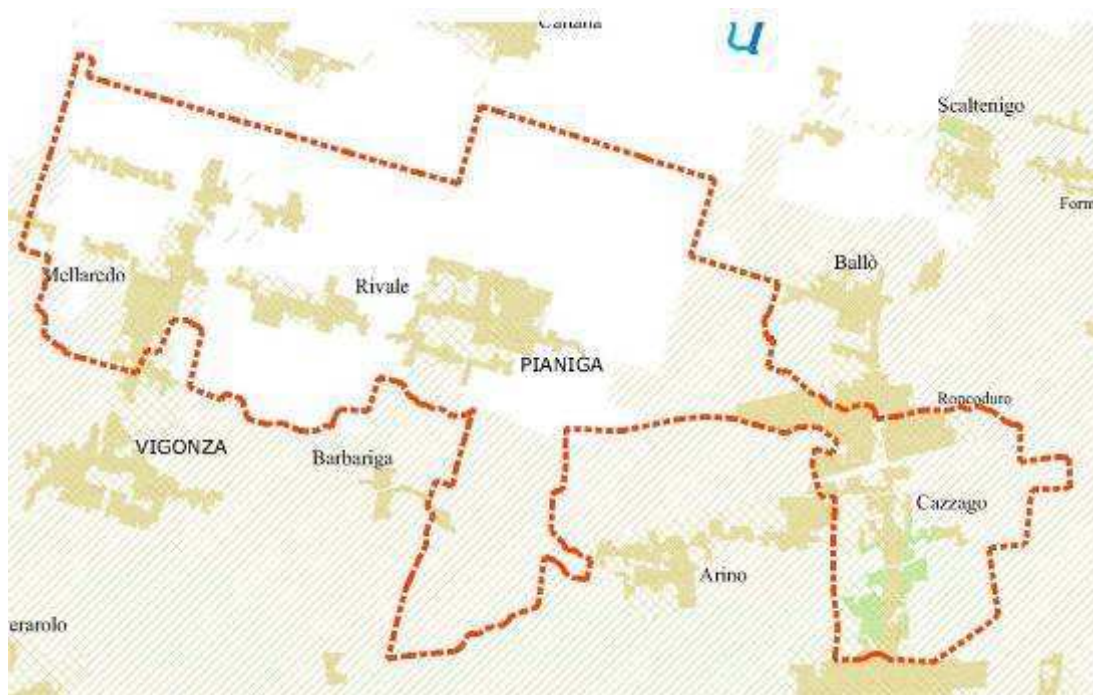 u
Scaltenigo
Ballò
Mellaredo
Rivale
PIANIGA
Roncoduro
VIGONZA
Barbariga
Cazzago
Arino